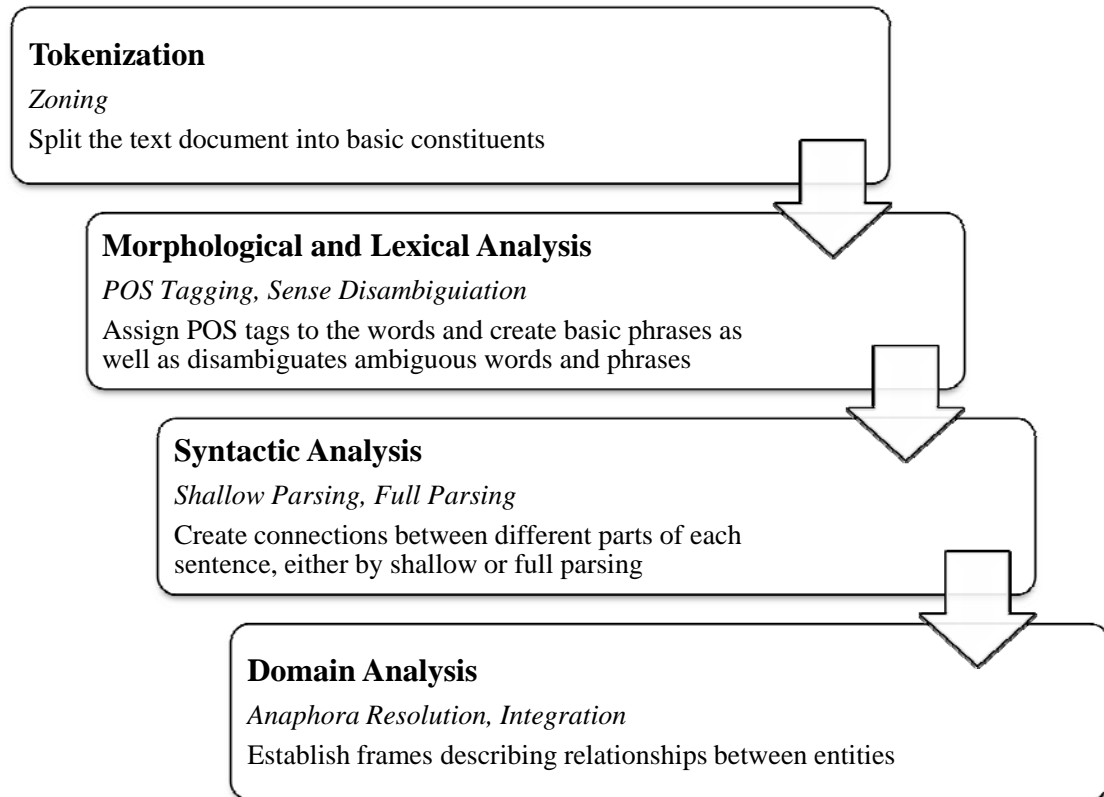 Tokenization
Zoning
Split the text document into basic constituents
Morphological and Lexical Analysis
POS Tagging, Sense Disambiguiation
Assign POS tags to the words and create basic phrases as
well as disambiguates ambiguous words and phrases
Syntactic Analysis
Shallow Parsing, Full Parsing
Create connections between different parts of each
sentence, either by shallow or full parsing
Domain Analysis
Anaphora Resolution, Integration
Establish frames describing relationships between entities